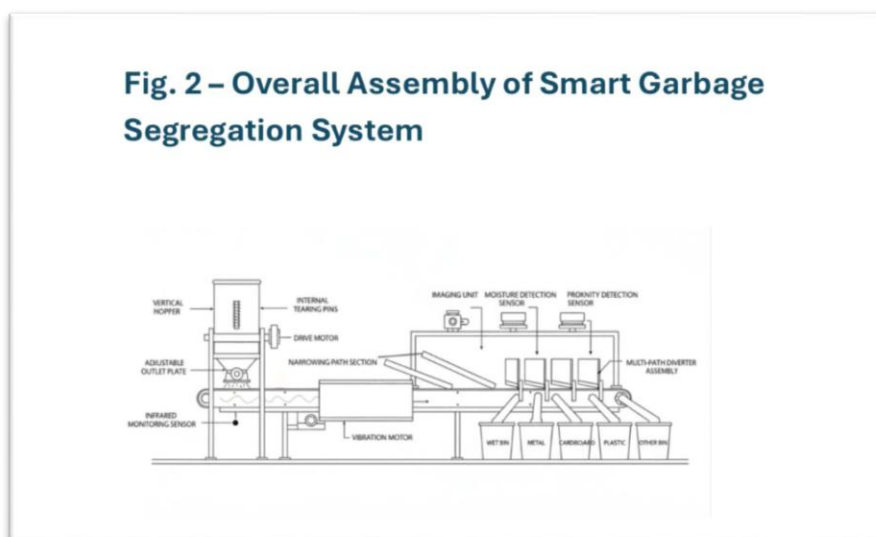 Fig. 2 – Overall Assembly of Smart Garbage
Segregation System
IMAGING UNIT
MOISTURE DETECTION
SENSOR
PROKNITY DETECTION
SENSOR
VERTICAL
HOPPER
INTERNAL
TEARING PINS
DRIVE MOTOR
ADJUSTABLE
OUTLET PLATE
NARROWING PATH SECTION
MULTI-PATH DIVERTER
ASSEMBLY
INFRARED
MONITORING SENSOR
VIBRATION MOTOR
WET BIN
METAL
CARDBOARD
PLASTIC
OTHER BIN